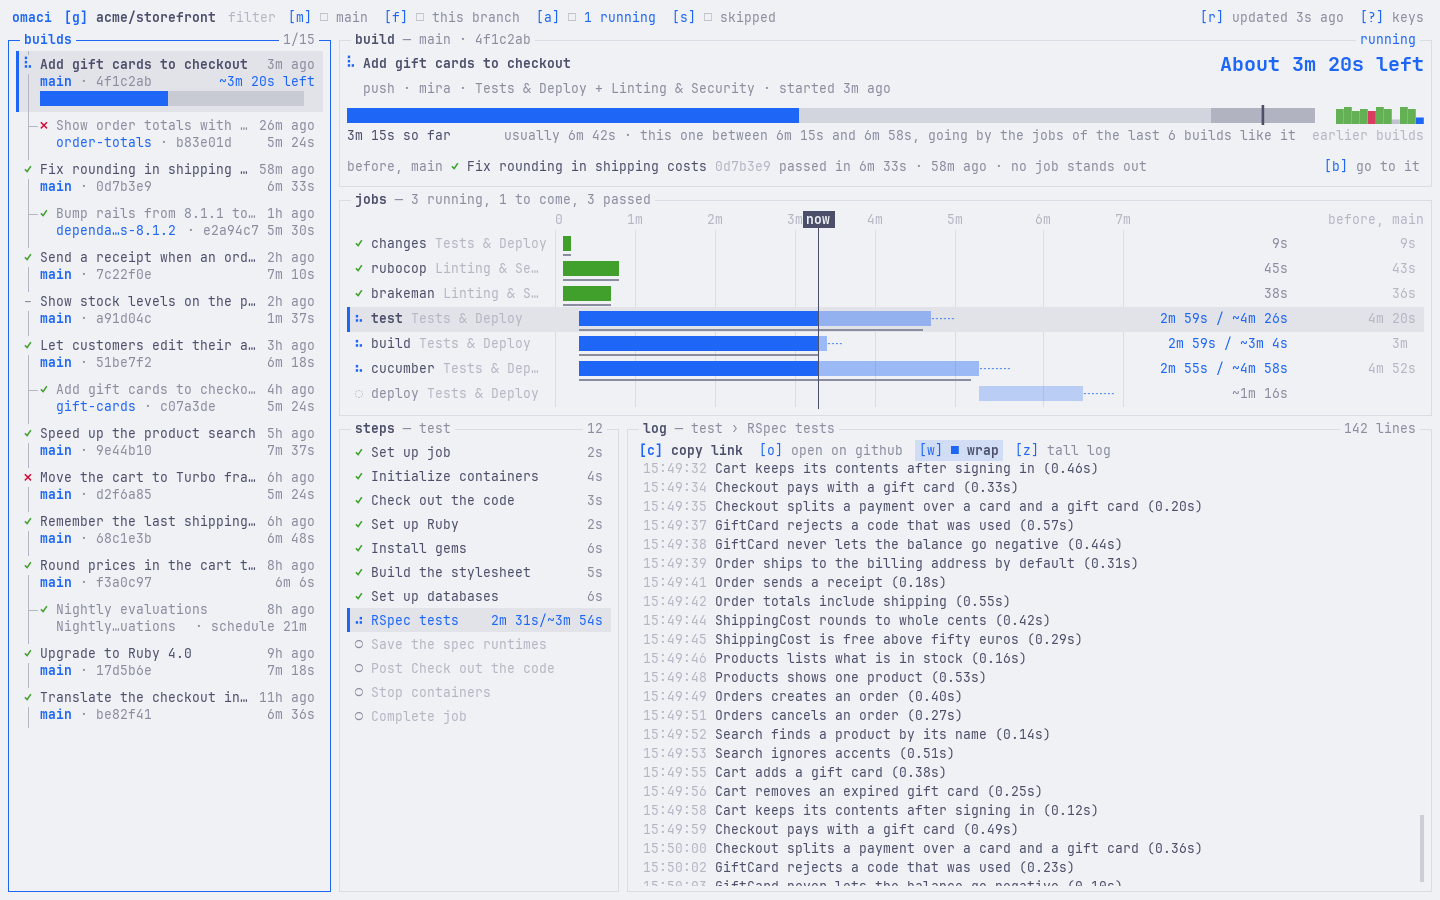 omaci [g] acme/storefront filter [m] □ main [f] □ this branch [a] □ 1 running [s] □ skipped [r] updated 3s ago [?] keys
builds 1/15
Add gift cards to checkout 3m ago
main · 4f1c2ab ~3m 20s left
Show order totals with … 26m ago
order-totals · b83e01d 5m 24s
Fix rounding in shipping … 58m ago
main · 0d7b3e9 6m 33s
Bump rails from 8.1.1 to… 1h ago
dependa…s-8.1.2 · e2a94c7 5m 30s
Send a receipt when an ord… 2h ago
main · 7c22f0e 7m 10s
Show stock levels on the p… 2h ago
main · a91d04c 1m 37s
Let customers edit their a… 3h ago
main · 51be7f2 6m 18s
Add gift cards to checko… 4h ago
gift-cards · c07a3de 5m 24s
Speed up the product search 5h ago
main · 9e44b10 7m 37s
Move the cart to Turbo fra… 6h ago
main · d2f6a85 5m 24s
Remember the last shipping… 6h ago
main · 68c1e3b 6m 48s
Round prices in the cart t… 8h ago
main · f3a0c97 6m 6s
Nightly evaluations 8h ago
Nightly…uations · schedule 21m
Upgrade to Ruby 4.0 9h ago
main · 17d5b6e 7m 18s
Translate the checkout in… 11h ago
main · be82f41 6m 36s
build — main · 4f1c2ab running
Add gift cards to checkout About 3m 20s left
push · mira · Tests & Deploy + Linting & Security · started 3m ago
3m 15s so far usually 6m 42s · this one between 6m 15s and 6m 58s, going by the jobs of the last 6 builds like it earlier builds
before, main ✓ Fix rounding in shipping costs 0d7b3e9 passed in 6m 33s · 58m ago · no job stands out [b] go to it
jobs — 3 running, 1 to come, 3 passed
0 1m 2m 3m now 4m 5m 6m 7m before, main
✓ changes Tests & Deploy 9s 9s
✓ rubocop Linting & Se… 45s 43s
✓ brakeman Linting & S… 38s 36s
test Tests & Deploy 2m 59s / ~4m 26s 4m 20s
build Tests & Deploy 2m 59s / ~3m 4s 3m
cucumber Tests & Dep… 2m 55s / ~4m 58s 4m 52s
deploy Tests & Deploy ~1m 16s
steps — test 12
✓ Set up job 2s
✓ Initialize containers 4s
✓ Check out the code 3s
✓ Set up Ruby 2s
✓ Install gems 6s
✓ Build the stylesheet 5s
✓ Set up databases 6s
RSpec tests 2m 31s/~3m 54s
Save the spec runtimes
Post Check out the code
Stop containers
Complete job
log — test › RSpec tests 142 lines
[c] copy link [o] open on github [w] ■ wrap [z] tall log
15:49:32 Cart keeps its contents after signing in (0.46s)
15:49:34 Checkout pays with a gift card (0.33s)
15:49:35 Checkout splits a payment over a card and a gift card (0.20s)
15:49:37 GiftCard rejects a code that was used (0.57s)
15:49:38 GiftCard never lets the balance go negative (0.44s)
15:49:39 Order ships to the billing address by default (0.31s)
15:49:41 Order sends a receipt (0.18s)
15:49:42 Order totals include shipping (0.55s)
15:49:44 ShippingCost rounds to whole cents (0.42s)
15:49:45 ShippingCost is free above fifty euros (0.29s)
15:49:46 Products lists what is in stock (0.16s)
15:49:48 Products shows one product (0.53s)
15:49:49 Orders creates an order (0.40s)
15:49:51 Orders cancels an order (0.27s)
15:49:52 Search finds a product by its name (0.14s)
15:49:53 Search ignores accents (0.51s)
15:49:55 Cart adds a gift card (0.38s)
15:49:56 Cart removes an expired gift card (0.25s)
15:49:58 Cart keeps its contents after signing in (0.12s)
15:49:59 Checkout pays with a gift card (0.49s)
15:50:00 Checkout splits a payment over a card and a gift card (0.36s)
15:50:02 GiftCard rejects a code that was used (0.23s)
15:50:03 GiftCard never lets the balance go negative (0.10s)